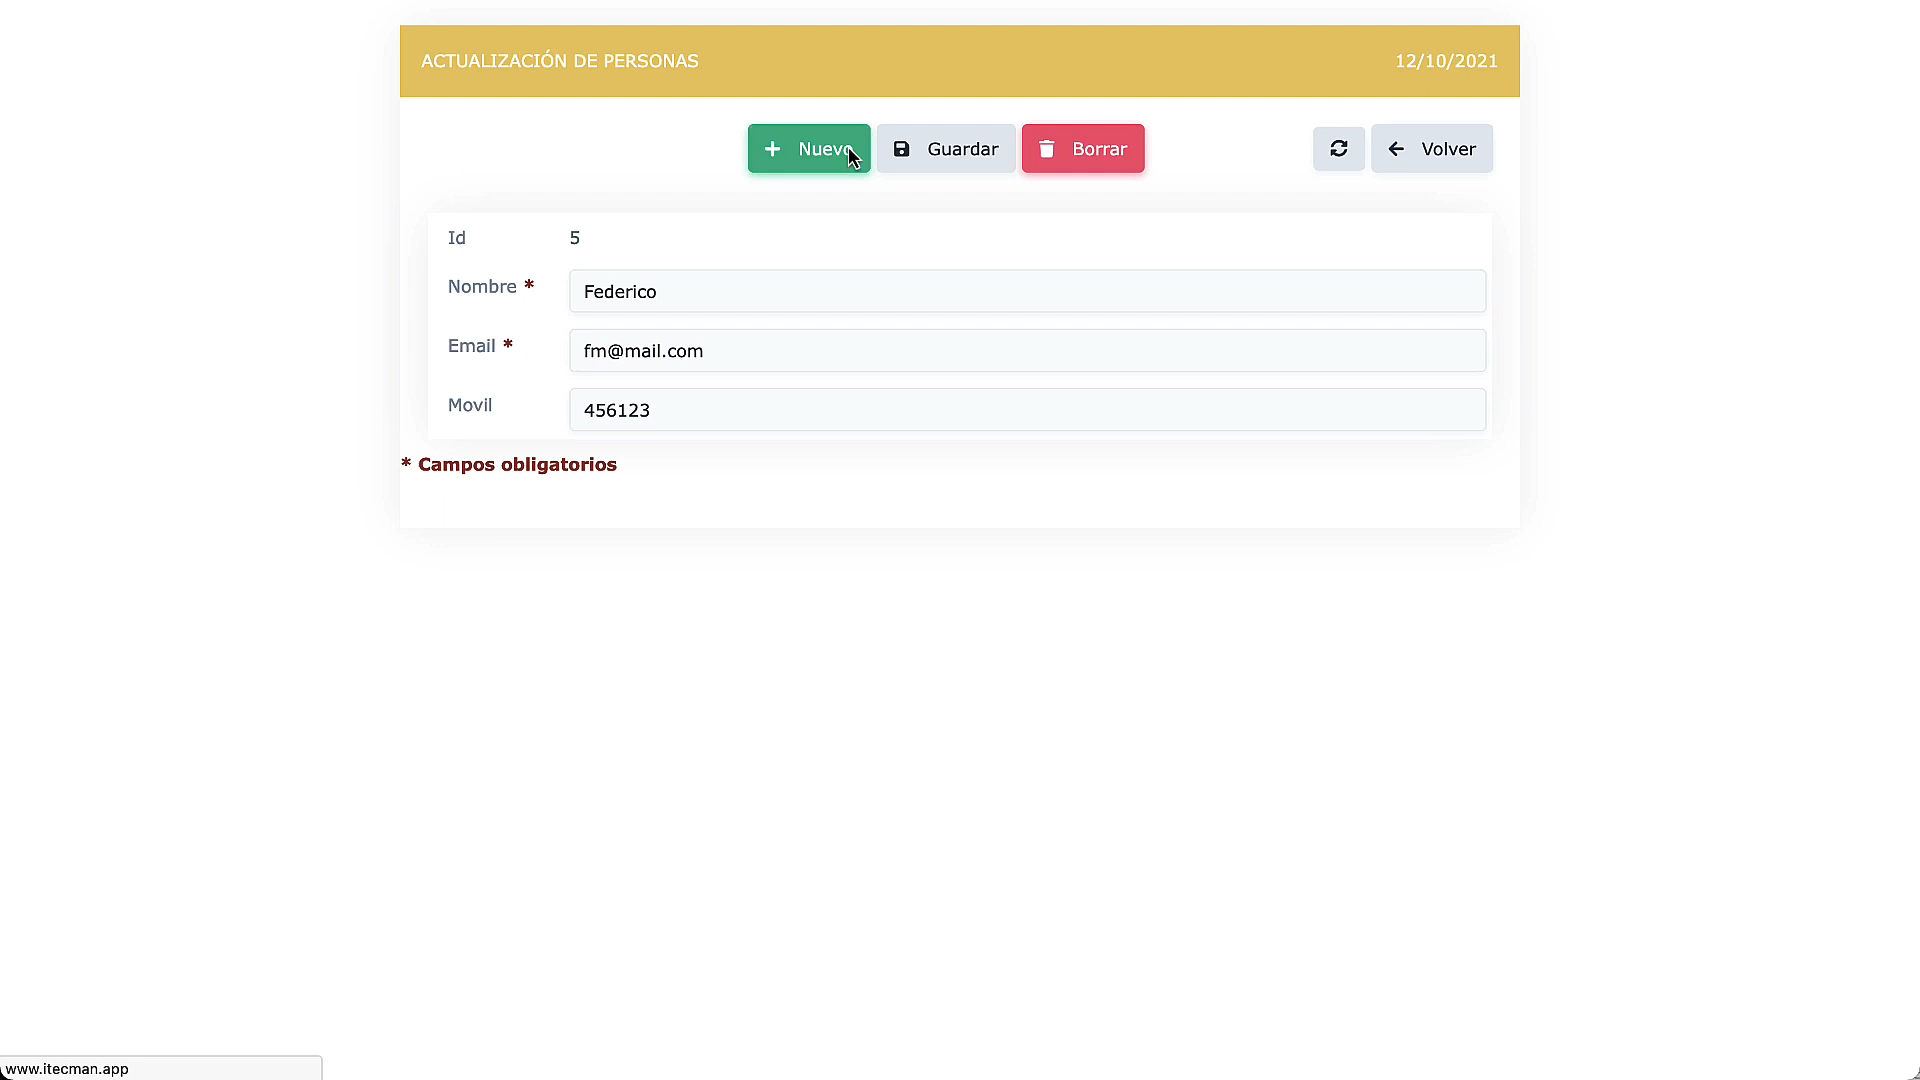 ACTUALIZACIÓN DE PERSONAS 12/10/2021
Nuevo Guardar Borrar Volver
Id 5
Nombre * Federico
Email * fm@mail.com
Movil 456123
* Campos obligatorios
www.itecman.app